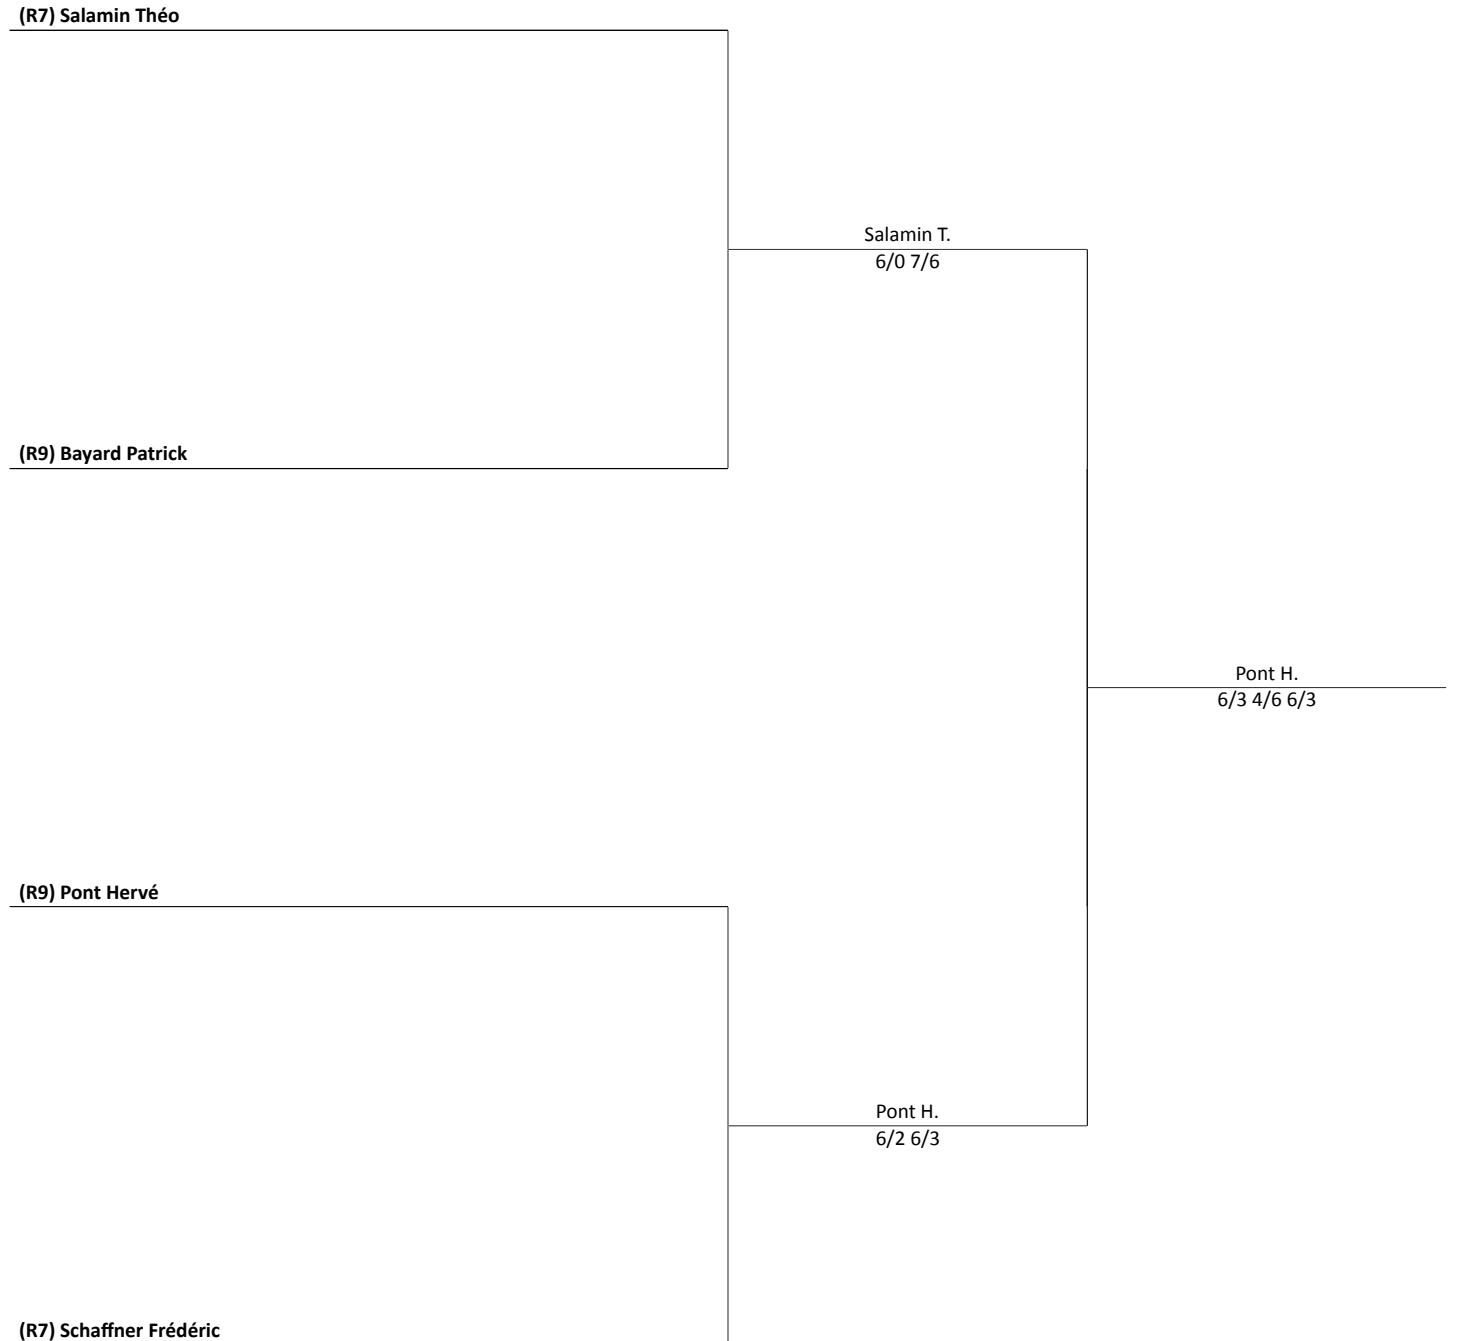 (R7) Salamin Théo
Salamin T.
6/0 7/6
(R9) Bayard Patrick
Pont H.
6/3 4/6 6/3
(R9) Pont Hervé
Pont H.
6/2 6/3
(R7) Schaffner Frédéric